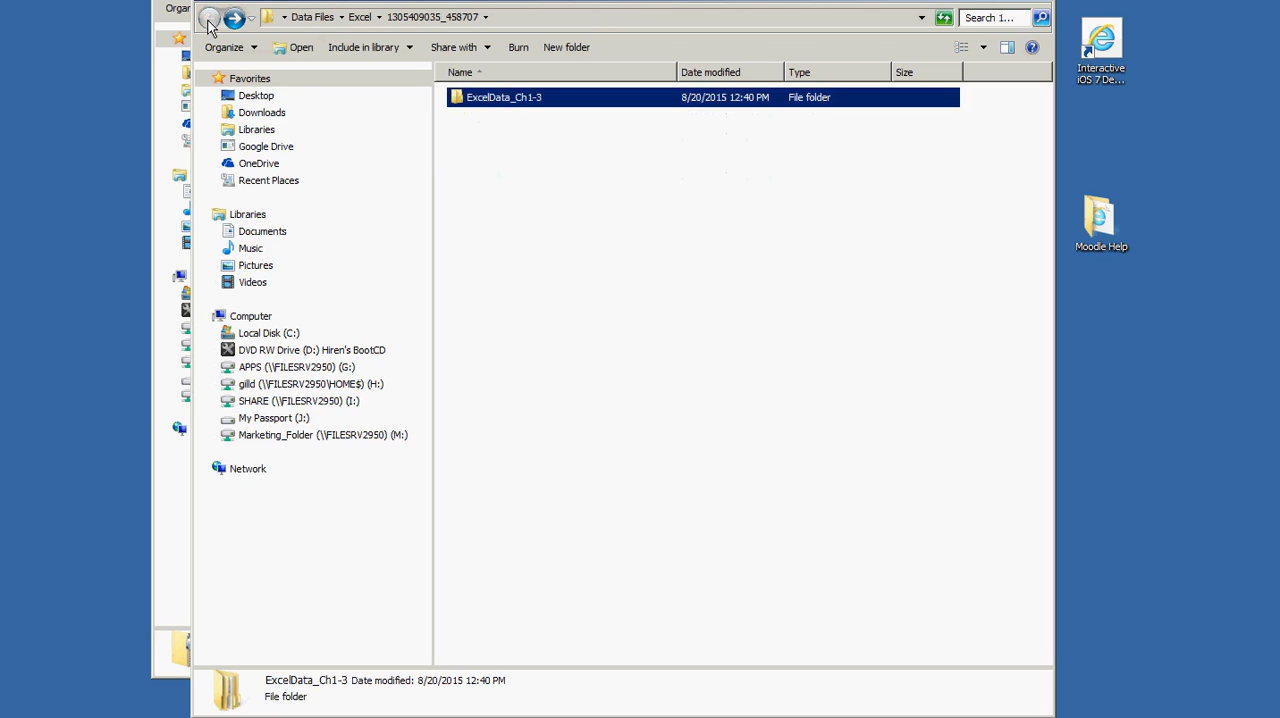 Organ
Data Files Excel 1305409035_458707 Search 1...
Organize Open Include in library Share with Burn New folder
Name Date modified Type Size
ExcelData_Ch1-3 8/20/2015 12:40 PM File folder
Favorites
Desktop
Downloads
Libraries
Google Drive
OneDrive
Recent Places
Libraries
Documents
Music
Pictures
Videos
Computer
Local Disk (C:)
DVD RW Drive (D:) Hiren's BootCD
APPS (\\FILESRV2950) (G:)
gilld (\\FILESRV2950\HOME$) (H:)
SHARE (\\FILESRV2950) (I:)
My Passport (J:)
Marketing_Folder (\\FILESRV2950) (M:)
Network
ExcelData_Ch1-3 Date modified: 8/20/2015 12:40 PM
File folder
Interactive
iOS 7 De...
Moodle Help